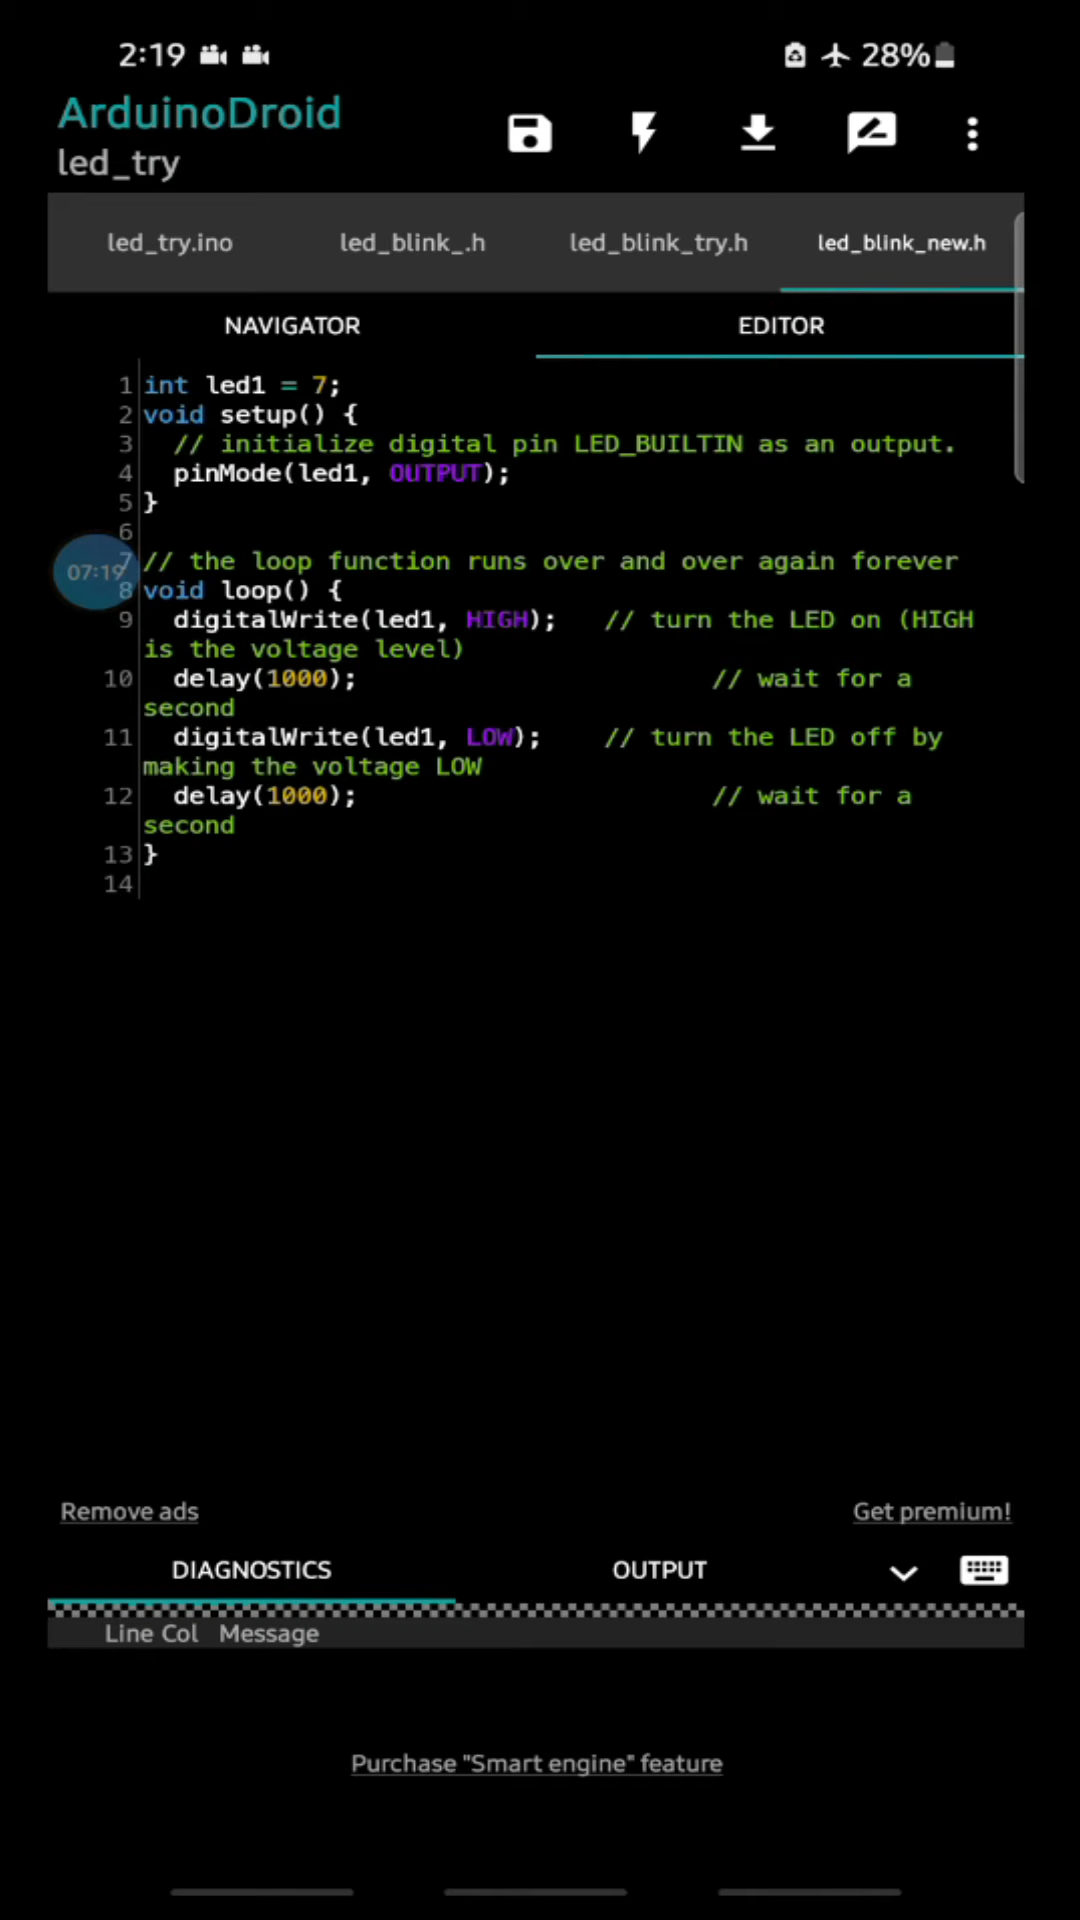 2:19 28%
ArduinoDroid
led_try
led_try.ino led_blink_.h led_blink_try.h led_blink_new.h
NAVIGATOR EDITOR
1 int led1 = 7;
2 void setup() {
3 // initialize digital pin LED_BUILTIN as an output.
4 pinMode(led1, OUTPUT);
5 }
6
07:19
7 // the loop function runs over and over again forever
8 void loop() {
9 digitalWrite(led1, HIGH); // turn the LED on (HIGH
is the voltage level)
10 delay(1000); // wait for a
second
11 digitalWrite(led1, LOW); // turn the LED off by
making the voltage LOW
12 delay(1000); // wait for a
second
13 }
14
Remove ads Get premium!
DIAGNOSTICS OUTPUT
Line Col Message
Purchase "Smart engine" feature